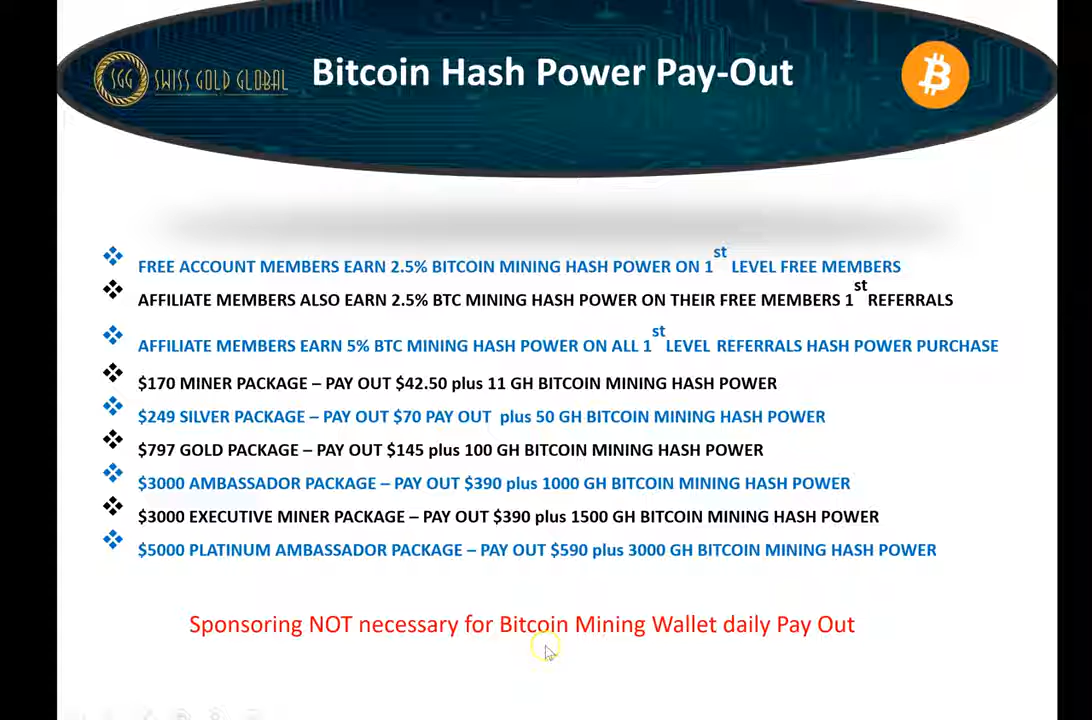 SGG SWISS GOLD GLOBAL Bitcoin Hash Power Pay-Out
FREE ACCOUNT MEMBERS EARN 2.5% BITCOIN MINING HASH POWER ON 1st LEVEL FREE MEMBERS
AFFILIATE MEMBERS ALSO EARN 2.5% BTC MINING HASH POWER ON THEIR FREE MEMBERS 1st REFERRALS
AFFILIATE MEMBERS EARN 5% BTC MINING HASH POWER ON ALL 1st LEVEL REFERRALS HASH POWER PURCHASE
$170 MINER PACKAGE – PAY OUT $42.50 plus 11 GH BITCOIN MINING HASH POWER
$249 SILVER PACKAGE – PAY OUT $70 PAY OUT plus 50 GH BITCOIN MINING HASH POWER
$797 GOLD PACKAGE – PAY OUT $145 plus 100 GH BITCOIN MINING HASH POWER
$3000 AMBASSADOR PACKAGE – PAY OUT $390 plus 1000 GH BITCOIN MINING HASH POWER
$3000 EXECUTIVE MINER PACKAGE – PAY OUT $390 plus 1500 GH BITCOIN MINING HASH POWER
$5000 PLATINUM AMBASSADOR PACKAGE – PAY OUT $590 plus 3000 GH BITCOIN MINING HASH POWER
Sponsoring NOT necessary for Bitcoin Mining Wallet daily Pay Out